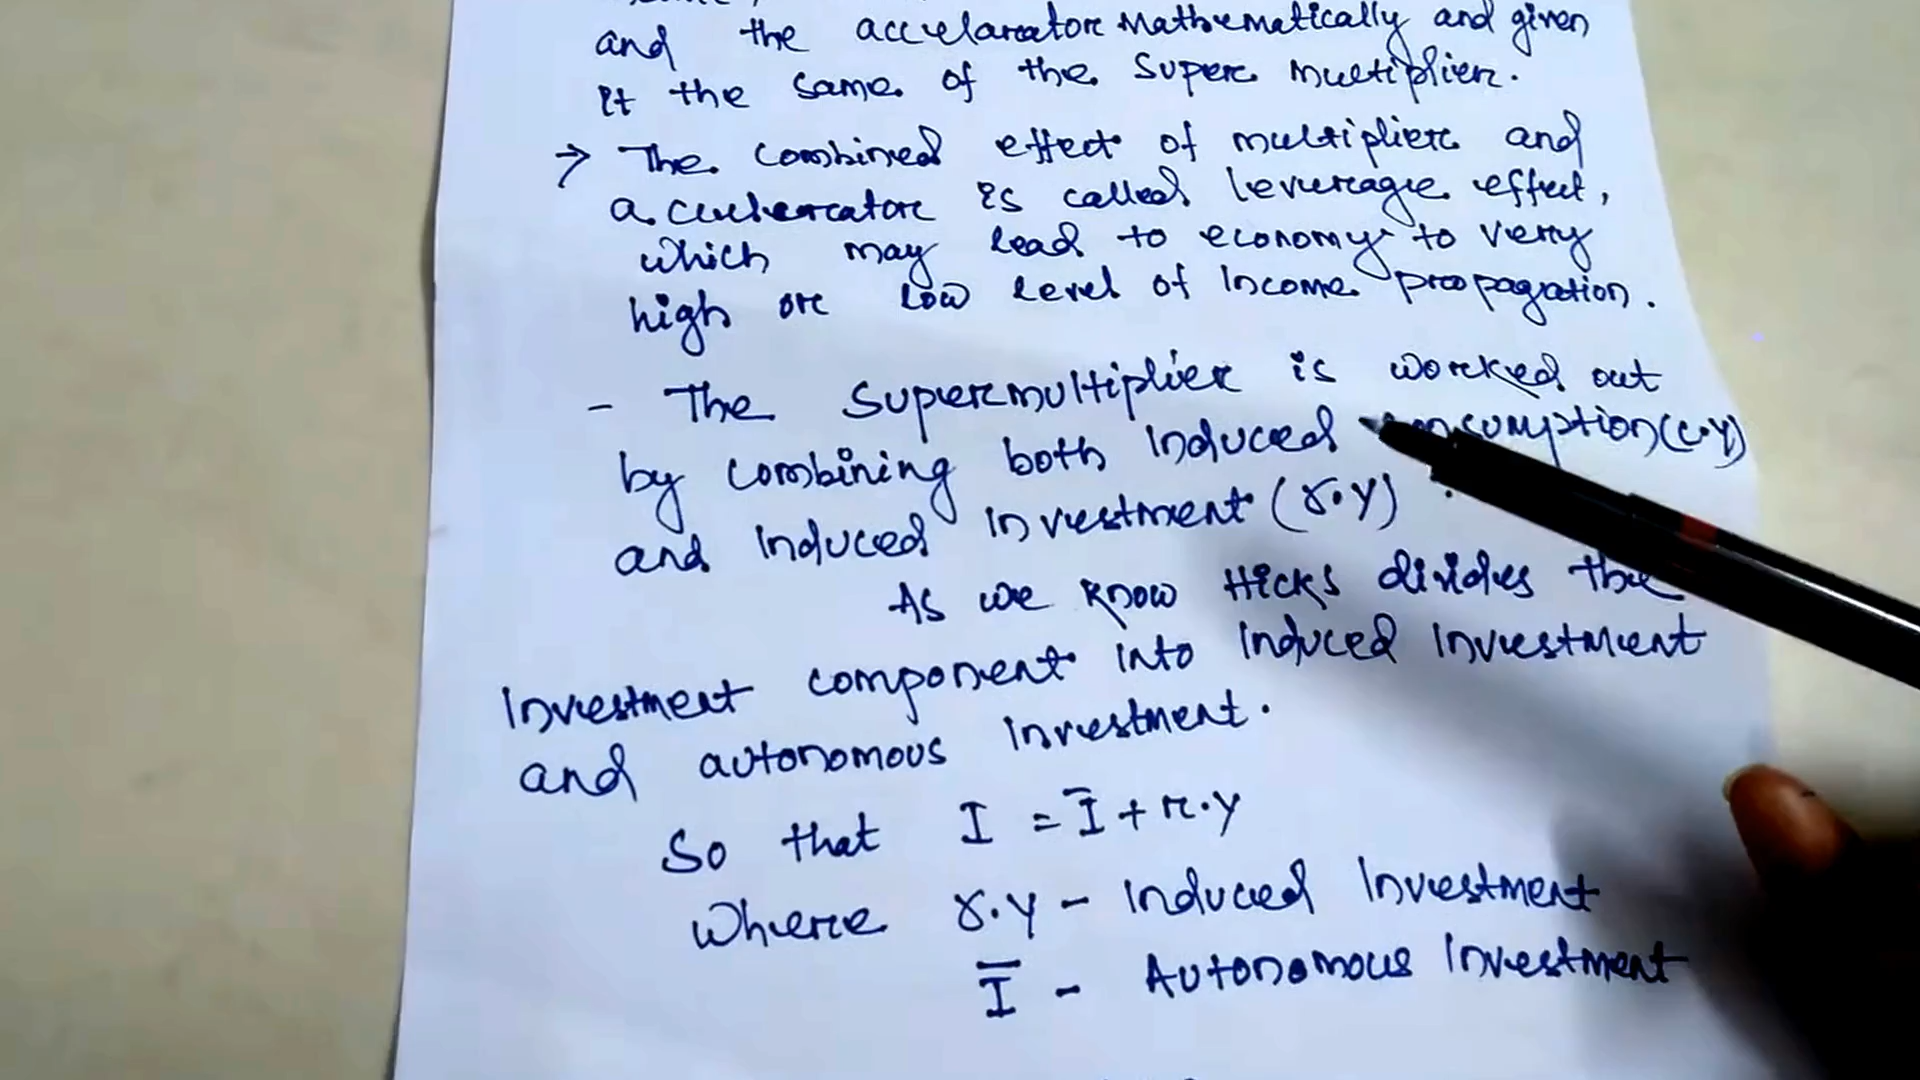 and the accelarator Mathematically and given
it the same of the Super multiplier.
→ The combined effect of multiplier and
accelerator is called leverage effect,
which may lead to economy to very
high or low level of Income propagation.
- The Supermultiplier is worked out
by combining both Induced consumption (c.y)
and induced investment (r.y)
As we know Hicks divides the
Investment component into Induced Investment
and autonomous investment.
So that I = Ī + r.y
where r.y - Induced Investment
Ī - Autonomous Investment